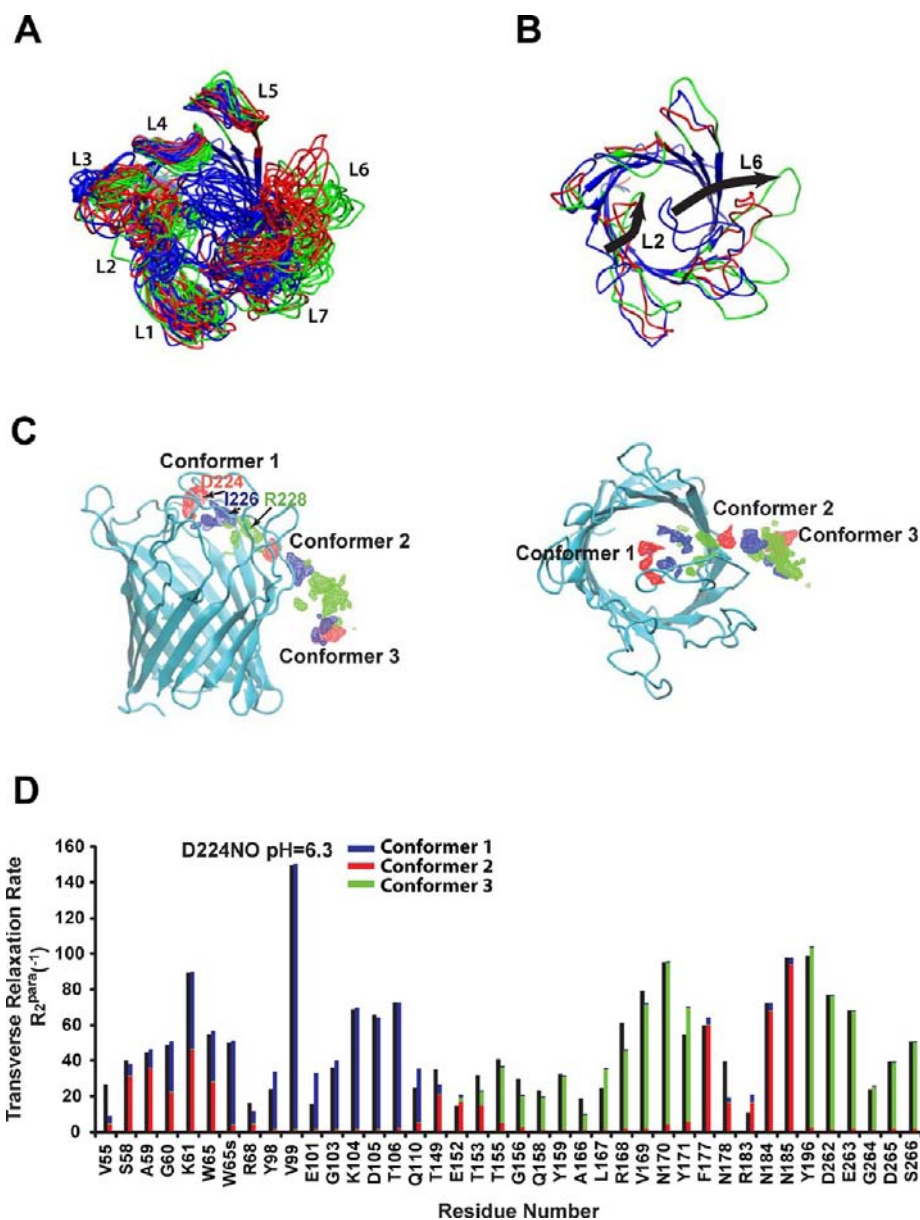 A
L5
L4
L3
L6
L2
L1
L7
B
L6
L2
C
Conformer 1
D224
I226
R228
Conformer 2
Conformer 3
Conformer 1
Conformer 2
Conformer 3
D
D224NO pH=6.3
Conformer 1
Conformer 2
Conformer 3
Transverse Relaxation Rate
R2para(-1)
160
140
120
100
80
60
40
20
0
V55 S58 A59 G60 K61 W65 W65s R68 Y98 V99 E101 G103 K104 D105 T106 Q110 T149 E152 T153 T155 G156 Q158 Y159 A166 L167 R168 V169 N170 Y171 F177 N178 R183 N184 N185 Y196 D262 E263 G264 D265 S266
Residue Number